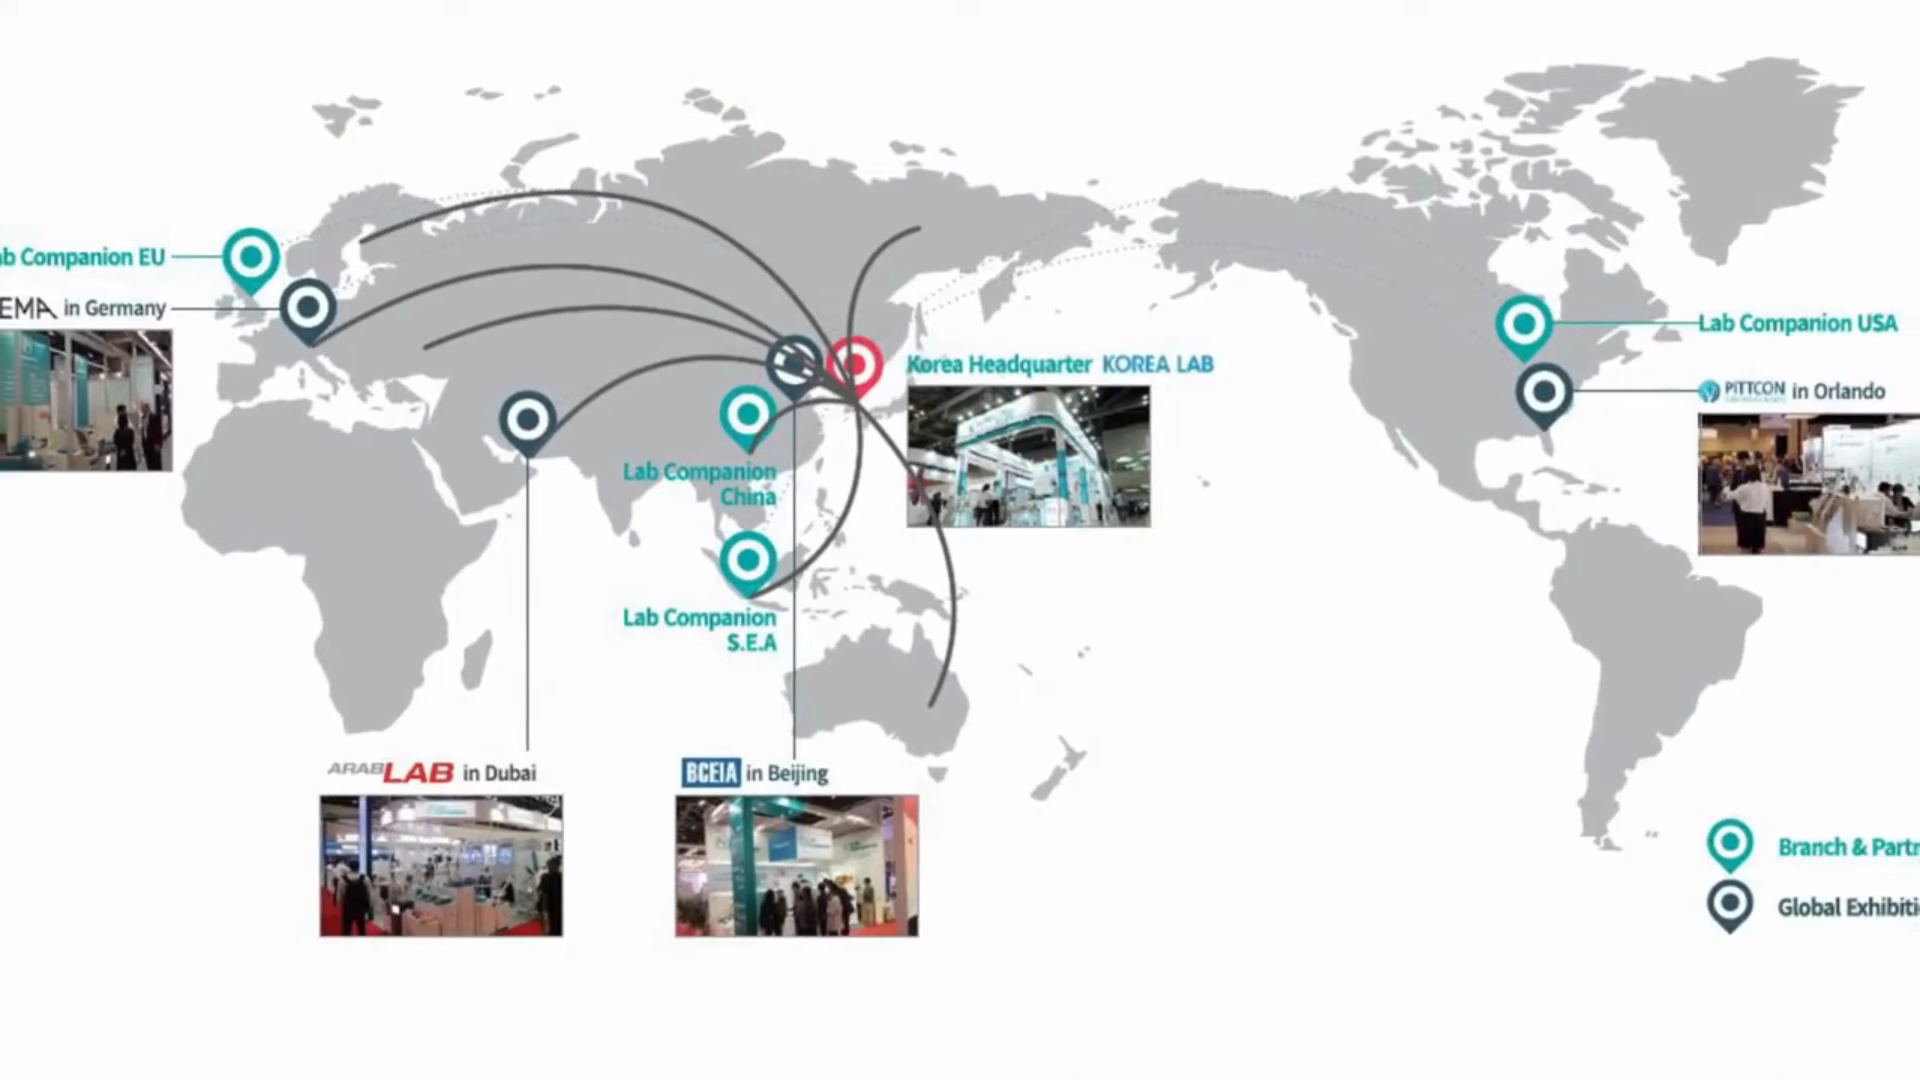 ab Companion EU
EMA in Germany
Korea Headquarter KOREA LAB
Lab Companion USA
PITTCON in Orlando
Lab Companion
China
Lab Companion
S.E.A
ARABLAB in Dubai
BCEIA in Beijing
Branch & Partn
Global Exhibiti